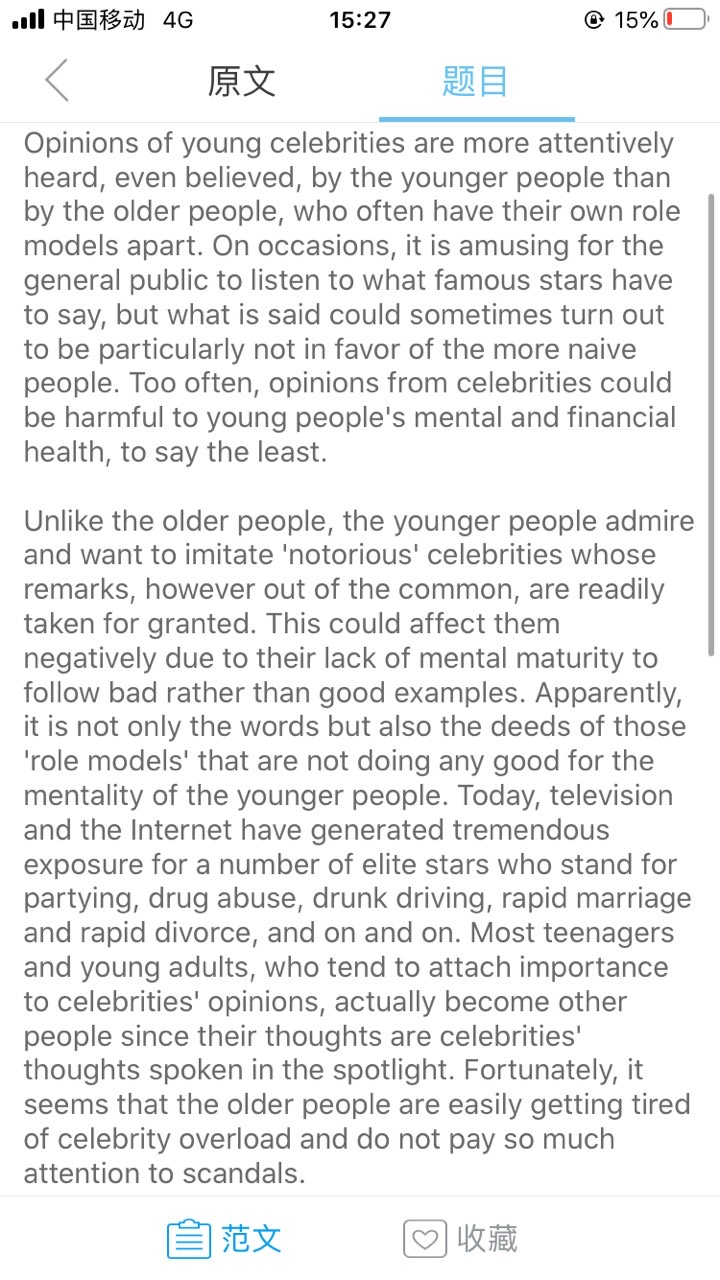 中国移动 4G 15:27 15%
原文 题目
Opinions of young celebrities are more attentively
heard, even believed, by the younger people than
by the older people, who often have their own role
models apart. On occasions, it is amusing for the
general public to listen to what famous stars have
to say, but what is said could sometimes turn out
to be particularly not in favor of the more naive
people. Too often, opinions from celebrities could
be harmful to young people's mental and financial
health, to say the least.
Unlike the older people, the younger people admire
and want to imitate 'notorious' celebrities whose
remarks, however out of the common, are readily
taken for granted. This could affect them
negatively due to their lack of mental maturity to
follow bad rather than good examples. Apparently,
it is not only the words but also the deeds of those
'role models' that are not doing any good for the
mentality of the younger people. Today, television
and the Internet have generated tremendous
exposure for a number of elite stars who stand for
partying, drug abuse, drunk driving, rapid marriage
and rapid divorce, and on and on. Most teenagers
and young adults, who tend to attach importance
to celebrities' opinions, actually become other
people since their thoughts are celebrities'
thoughts spoken in the spotlight. Fortunately, it
seems that the older people are easily getting tired
of celebrity overload and do not pay so much
attention to scandals.
范文 收藏